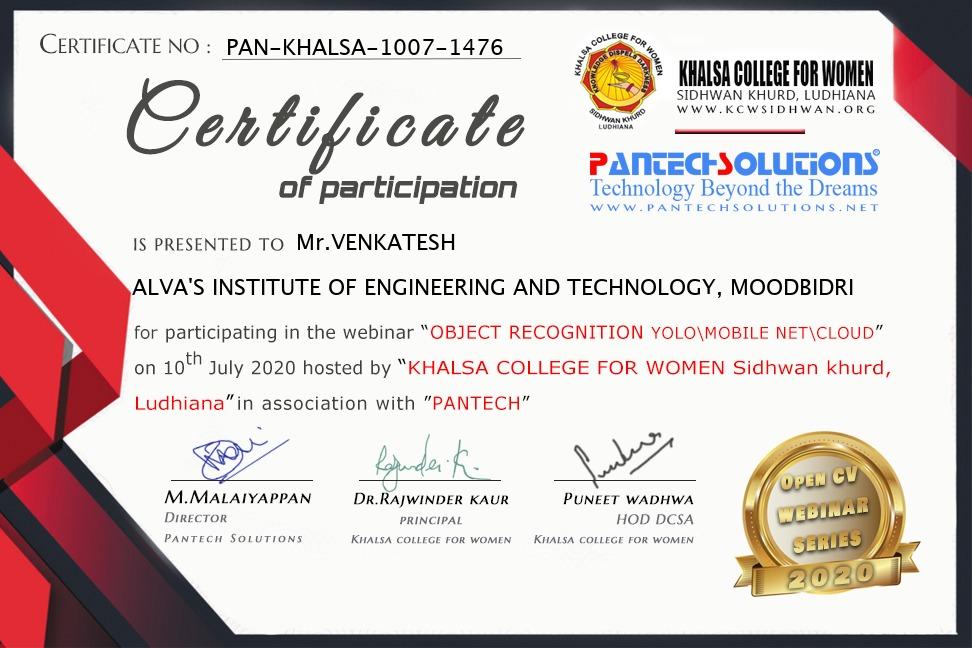 CERTIFICATE NO : PAN-KHALSA-1007-1476
KHALSA COLLEGE FOR WOMEN
KNOWLEDGE DISPELS DARKNESS
SIDHWAN KHURD
LUDHIANA
KHALSA COLLEGE FOR WOMEN
SIDHWAN KHURD, LUDHIANA
WWW.KCWSIDHWAN.ORG
Certificate
of participation
PANTECHSOLUTIONS®
Technology Beyond the Dreams
WWW.PANTECHSOLUTIONS.NET
IS PRESENTED TO Mr.VENKATESH
ALVA'S INSTITUTE OF ENGINEERING AND TECHNOLOGY, MOODBIDRI
for participating in the webinar “OBJECT RECOGNITION YOLO\MOBILE NET\CLOUD”
on 10th July 2020 hosted by “KHALSA COLLEGE FOR WOMEN Sidhwan khurd,
Ludhiana” in association with ”PANTECH”
Rajwinder K.
M.MALAIYAPPAN
DIRECTOR
PANTECH SOLUTIONS
DR.RAJWINDER KAUR
PRINCIPAL
KHALSA COLLEGE FOR WOMEN
PUNEET WADHWA
HOD DCSA
KHALSA COLLEGE FOR WOMEN
OPEN CV
WEBINAR
SERIES
2020